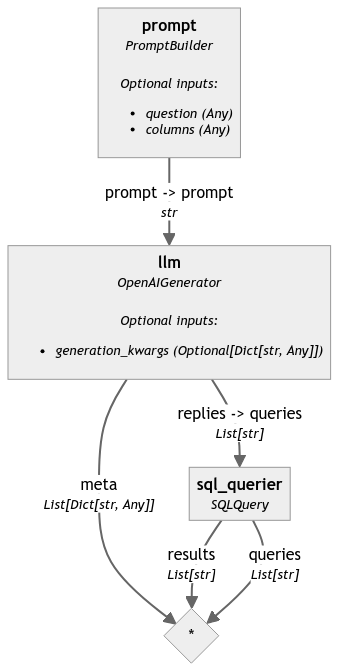 prompt
PromptBuilder
Optional inputs:
• question (Any)
• columns (Any)
prompt -> prompt
str
llm
OpenAIGenerator
Optional inputs:
• generation_kwargs (Optional[Dict[str, Any]])
replies -> queries
List[str]
meta
List[Dict[str, Any]]
sql_querier
SQLQuery
results
List[str]
queries
List[str]
*